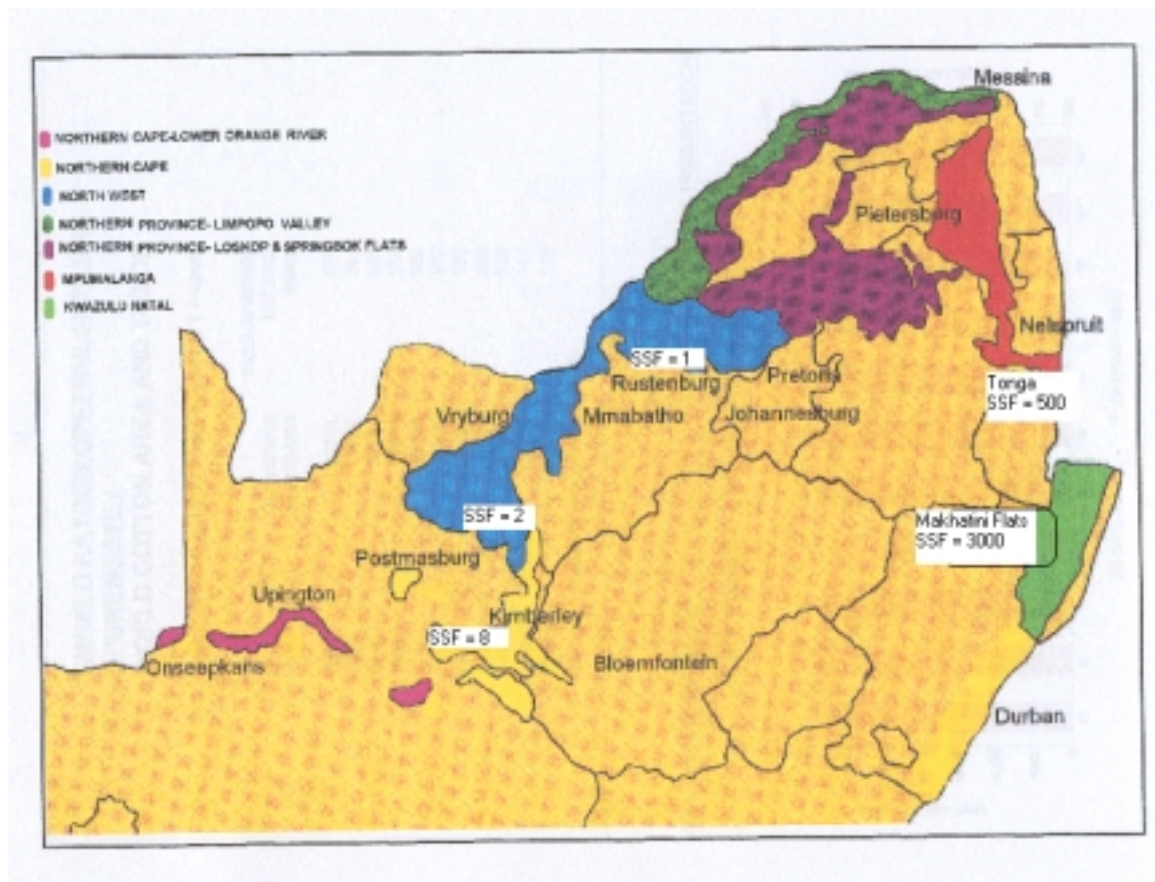 Messina
NORTHERN CAPE-LOWER ORANGE RIVER
NORTHERN CAPE
NORTH WEST
NORTHERN PROVINCE- LIMPOPO VALLEY
NORTHERN PROVINCE- LOSKOP & SPRINGBOK FLATS
MPUMALANGA
KWAZULU NATAL
Pietersburg
Nelspruit
SSF = 1
Rustenburg
Pretoria
Tonga
SSF = 500
Vryburg
Mmabatho
Johannesburg
SSF = 2
Makhatini Flats
SSF = 3000
Postmasburg
Upington
Kimberley
SSF = 8
Onseepkans
Bloemfontein
Durban